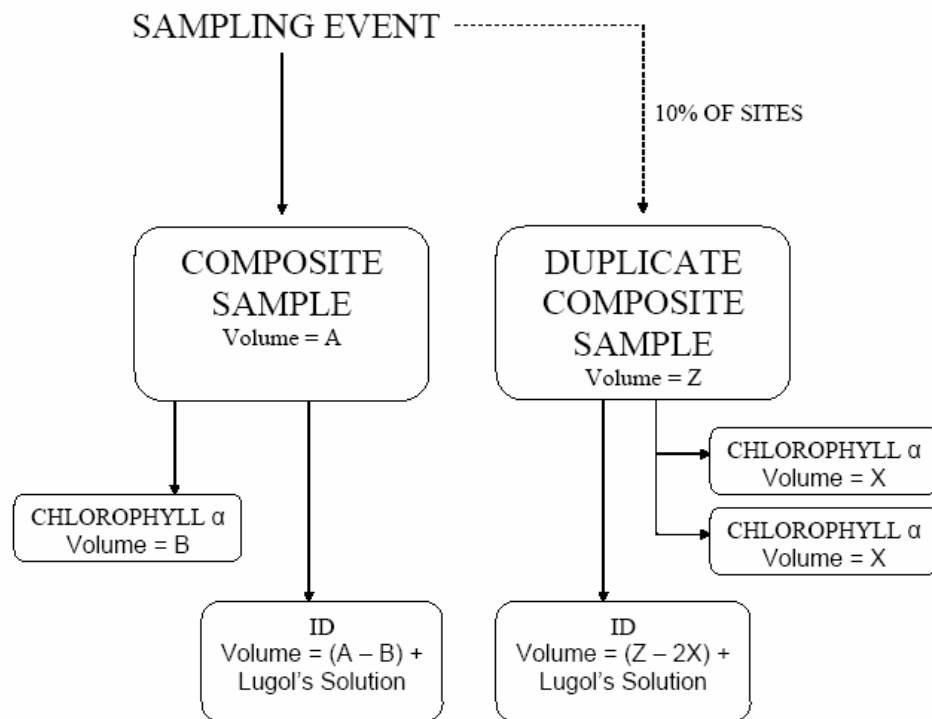 SAMPLING EVENT
10% OF SITES
COMPOSITE
SAMPLE
Volume = A
DUPLICATE
COMPOSITE
SAMPLE
Volume = Z
CHLOROPHYLL α
Volume = B
CHLOROPHYLL α
Volume = X
CHLOROPHYLL α
Volume = X
ID
Volume = (A – B) +
Lugol's Solution
ID
Volume = (Z – 2X) +
Lugol's Solution